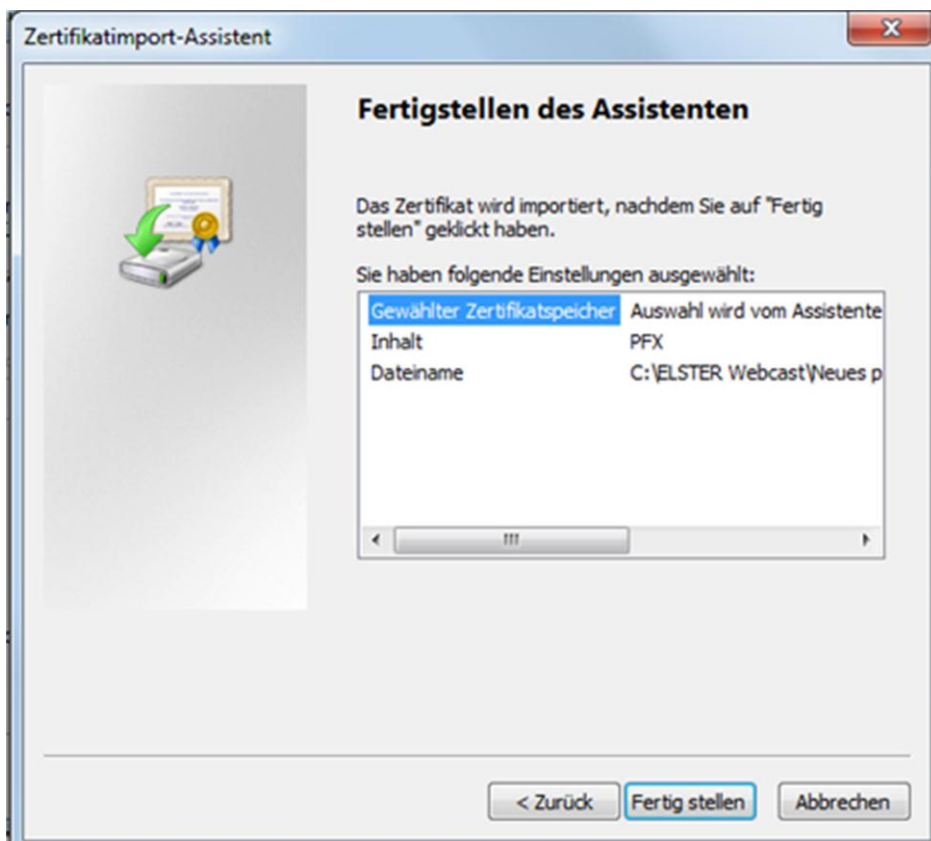 Zertifikatimport-Assistent
Fertigstellen des Assistenten
Das Zertifikat wird importiert, nachdem Sie auf "Fertig
stellen" geklickt haben.
Sie haben folgende Einstellungen ausgewählt:
Gewählter Zertifikatspeicher Auswahl wird vom Assistente
Inhalt PFX
Dateiname C:\ELSTER Webcast\Neues p
< Zurück Fertig stellen Abbrechen